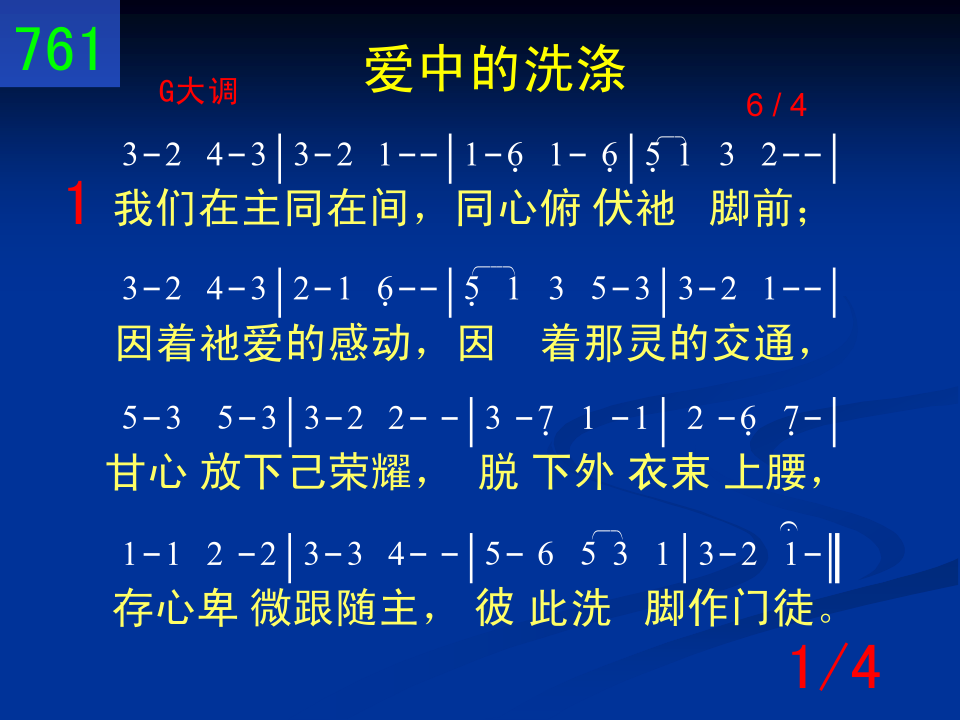 761
爱中的洗涤
G大调
6 / 4
3-2 4-3|3-2 1--|1-6̣ 1- 6̣|5̣ 1 3 2--|
1 我们在主同在间，同心俯 伏祂 脚前；
3-2 4-3|2-1 6̣--|5̣ 1 3 5-3|3-2 1--|
因着祂爱的感动，因 着那灵的交通，
5-3 5-3|3-2 2- -|3 -7̣ 1 -1| 2 -6̣ 7̣-|
甘心 放下己荣耀， 脱 下外 衣束 上腰，
1-1 2 -2|3-3 4- -|5- 6 5 3 1|3-2 1-‖
存心卑 微跟随主， 彼 此洗 脚作门徒。
1/4